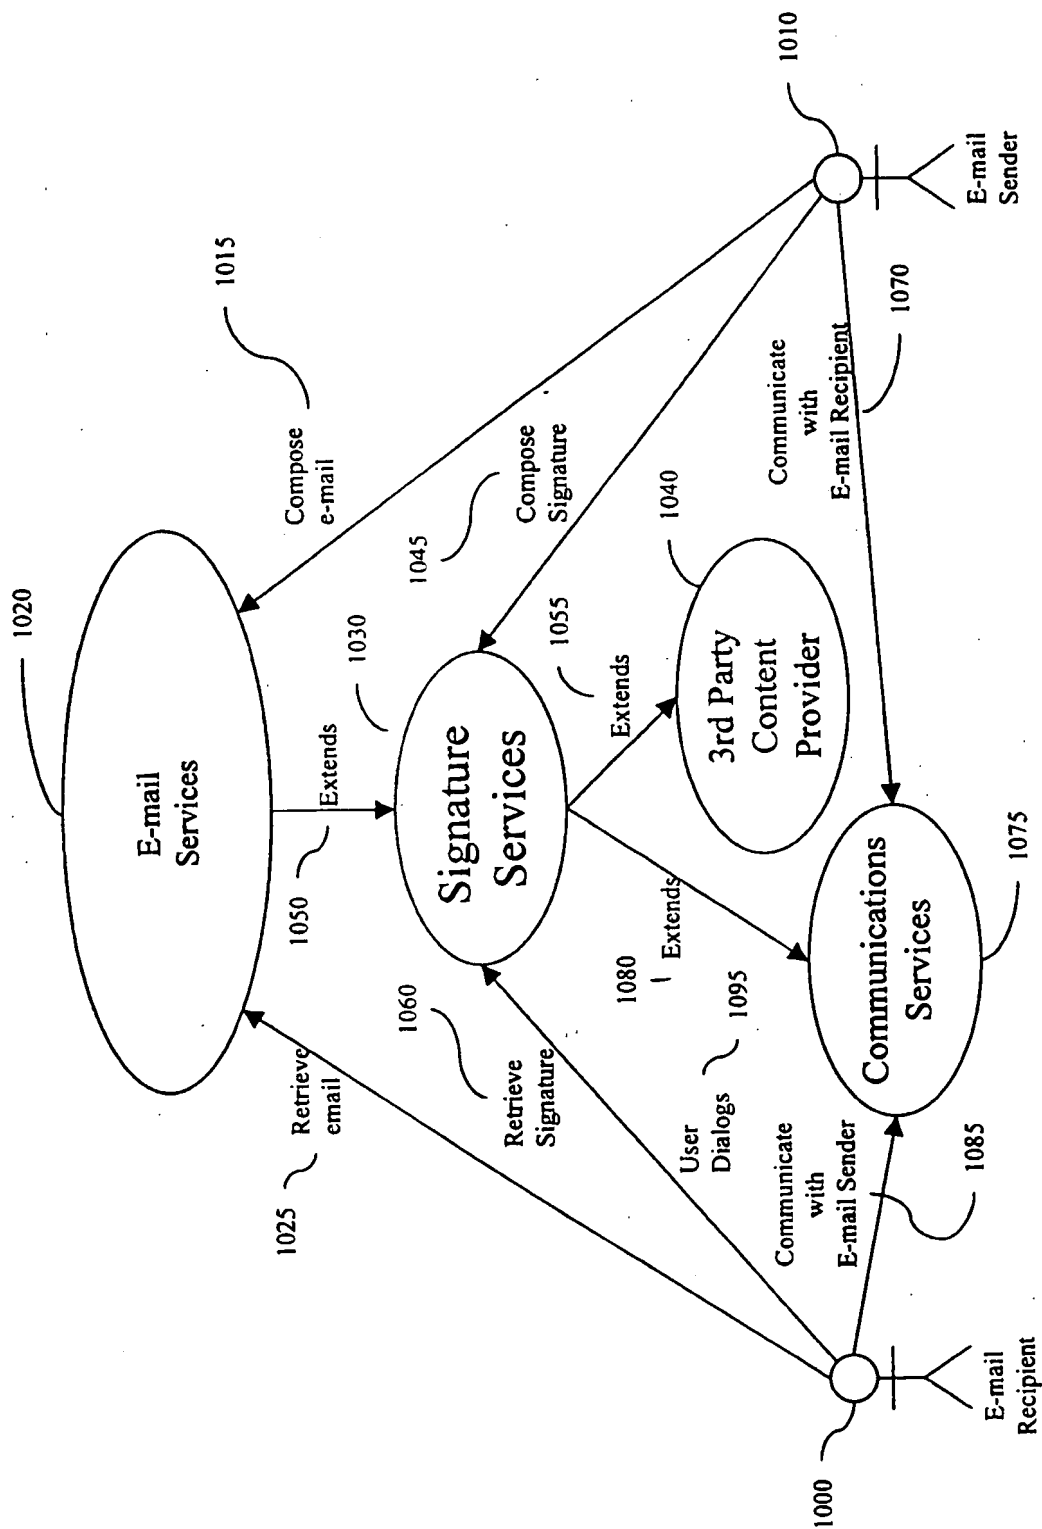 1020
E-mail
Services
1015
Compose
e-mail
1050
Extends
1025
Retrieve
email
1030
1045
Compose
Signature
Signature
Services
1060
Retrieve
Signature
1055
Extends
1040
3rd Party
Content
Provider
1080
Extends
1095
User
Dialogs
Communicate
with
E-mail Recipient
1070
Communicate
with
E-mail Sender
1085
Communications
Services
1075
1010
E-mail
Sender
1000
E-mail
Recipient